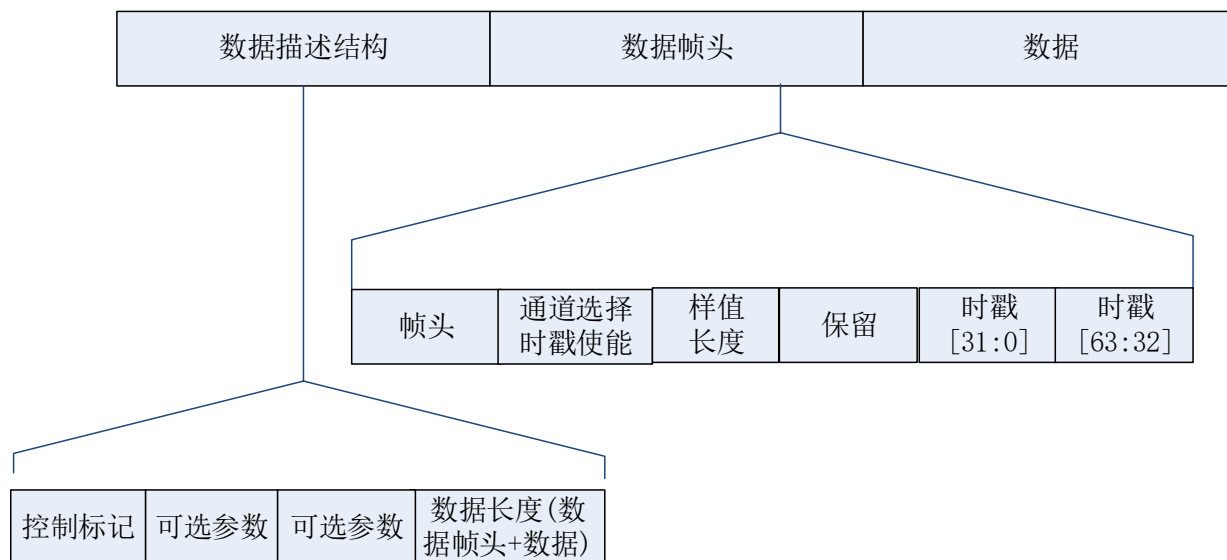 数据描述结构
数据帧头
数据
帧头
通道选择
时戳使能
样值
长度
保留
时戳
[31:0]
时戳
[63:32]
控制标记
可选参数
可选参数
数据长度(数
据帧头+数据)